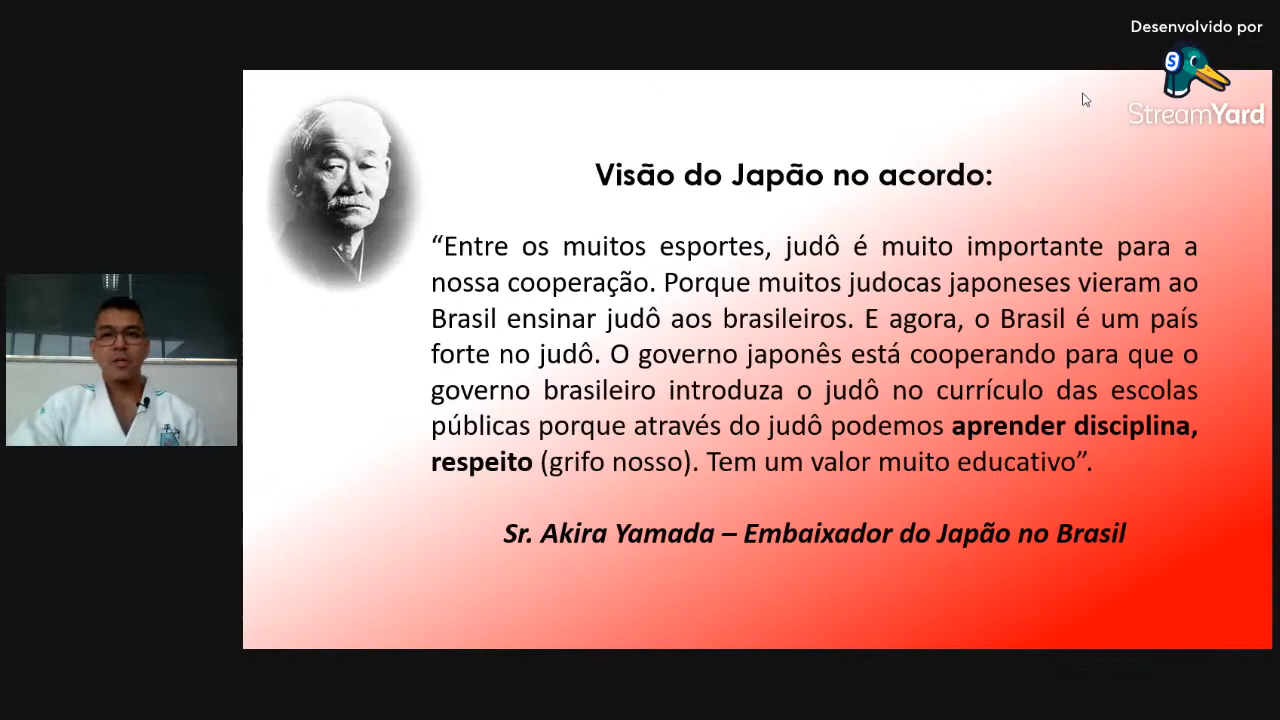 Desenvolvido por
S
StreamYard
Visão do Japão no acordo:
“Entre os muitos esportes, judô é muito importante para a
nossa cooperação. Porque muitos judocas japoneses vieram ao
Brasil ensinar judô aos brasileiros. E agora, o Brasil é um país
forte no judô. O governo japonês está cooperando para que o
governo brasileiro introduza o judô no currículo das escolas
públicas porque através do judô podemos aprender disciplina,
respeito (grifo nosso). Tem um valor muito educativo”.
Sr. Akira Yamada – Embaixador do Japão no Brasil